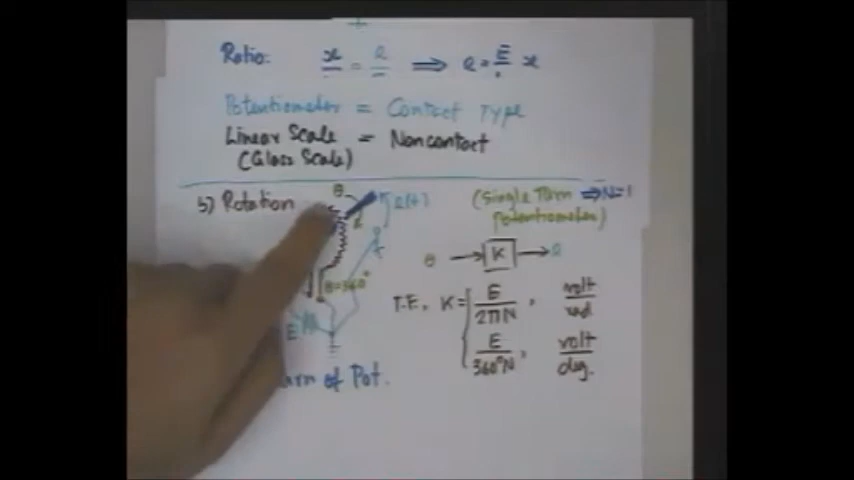 Ratio: x = e ⟹ e = E x
Potentiometer = Contact Type
Linear Scale = Noncontact
(Glass Scale)
b) Rotation
θ
e(t)
(Single Turn ⟹ N=1
Potentiometer)
θ → K → e
θ=360°
E
T.F. K = E/2πN , volt/rad
E/360°N , volt/deg.
of Pot.